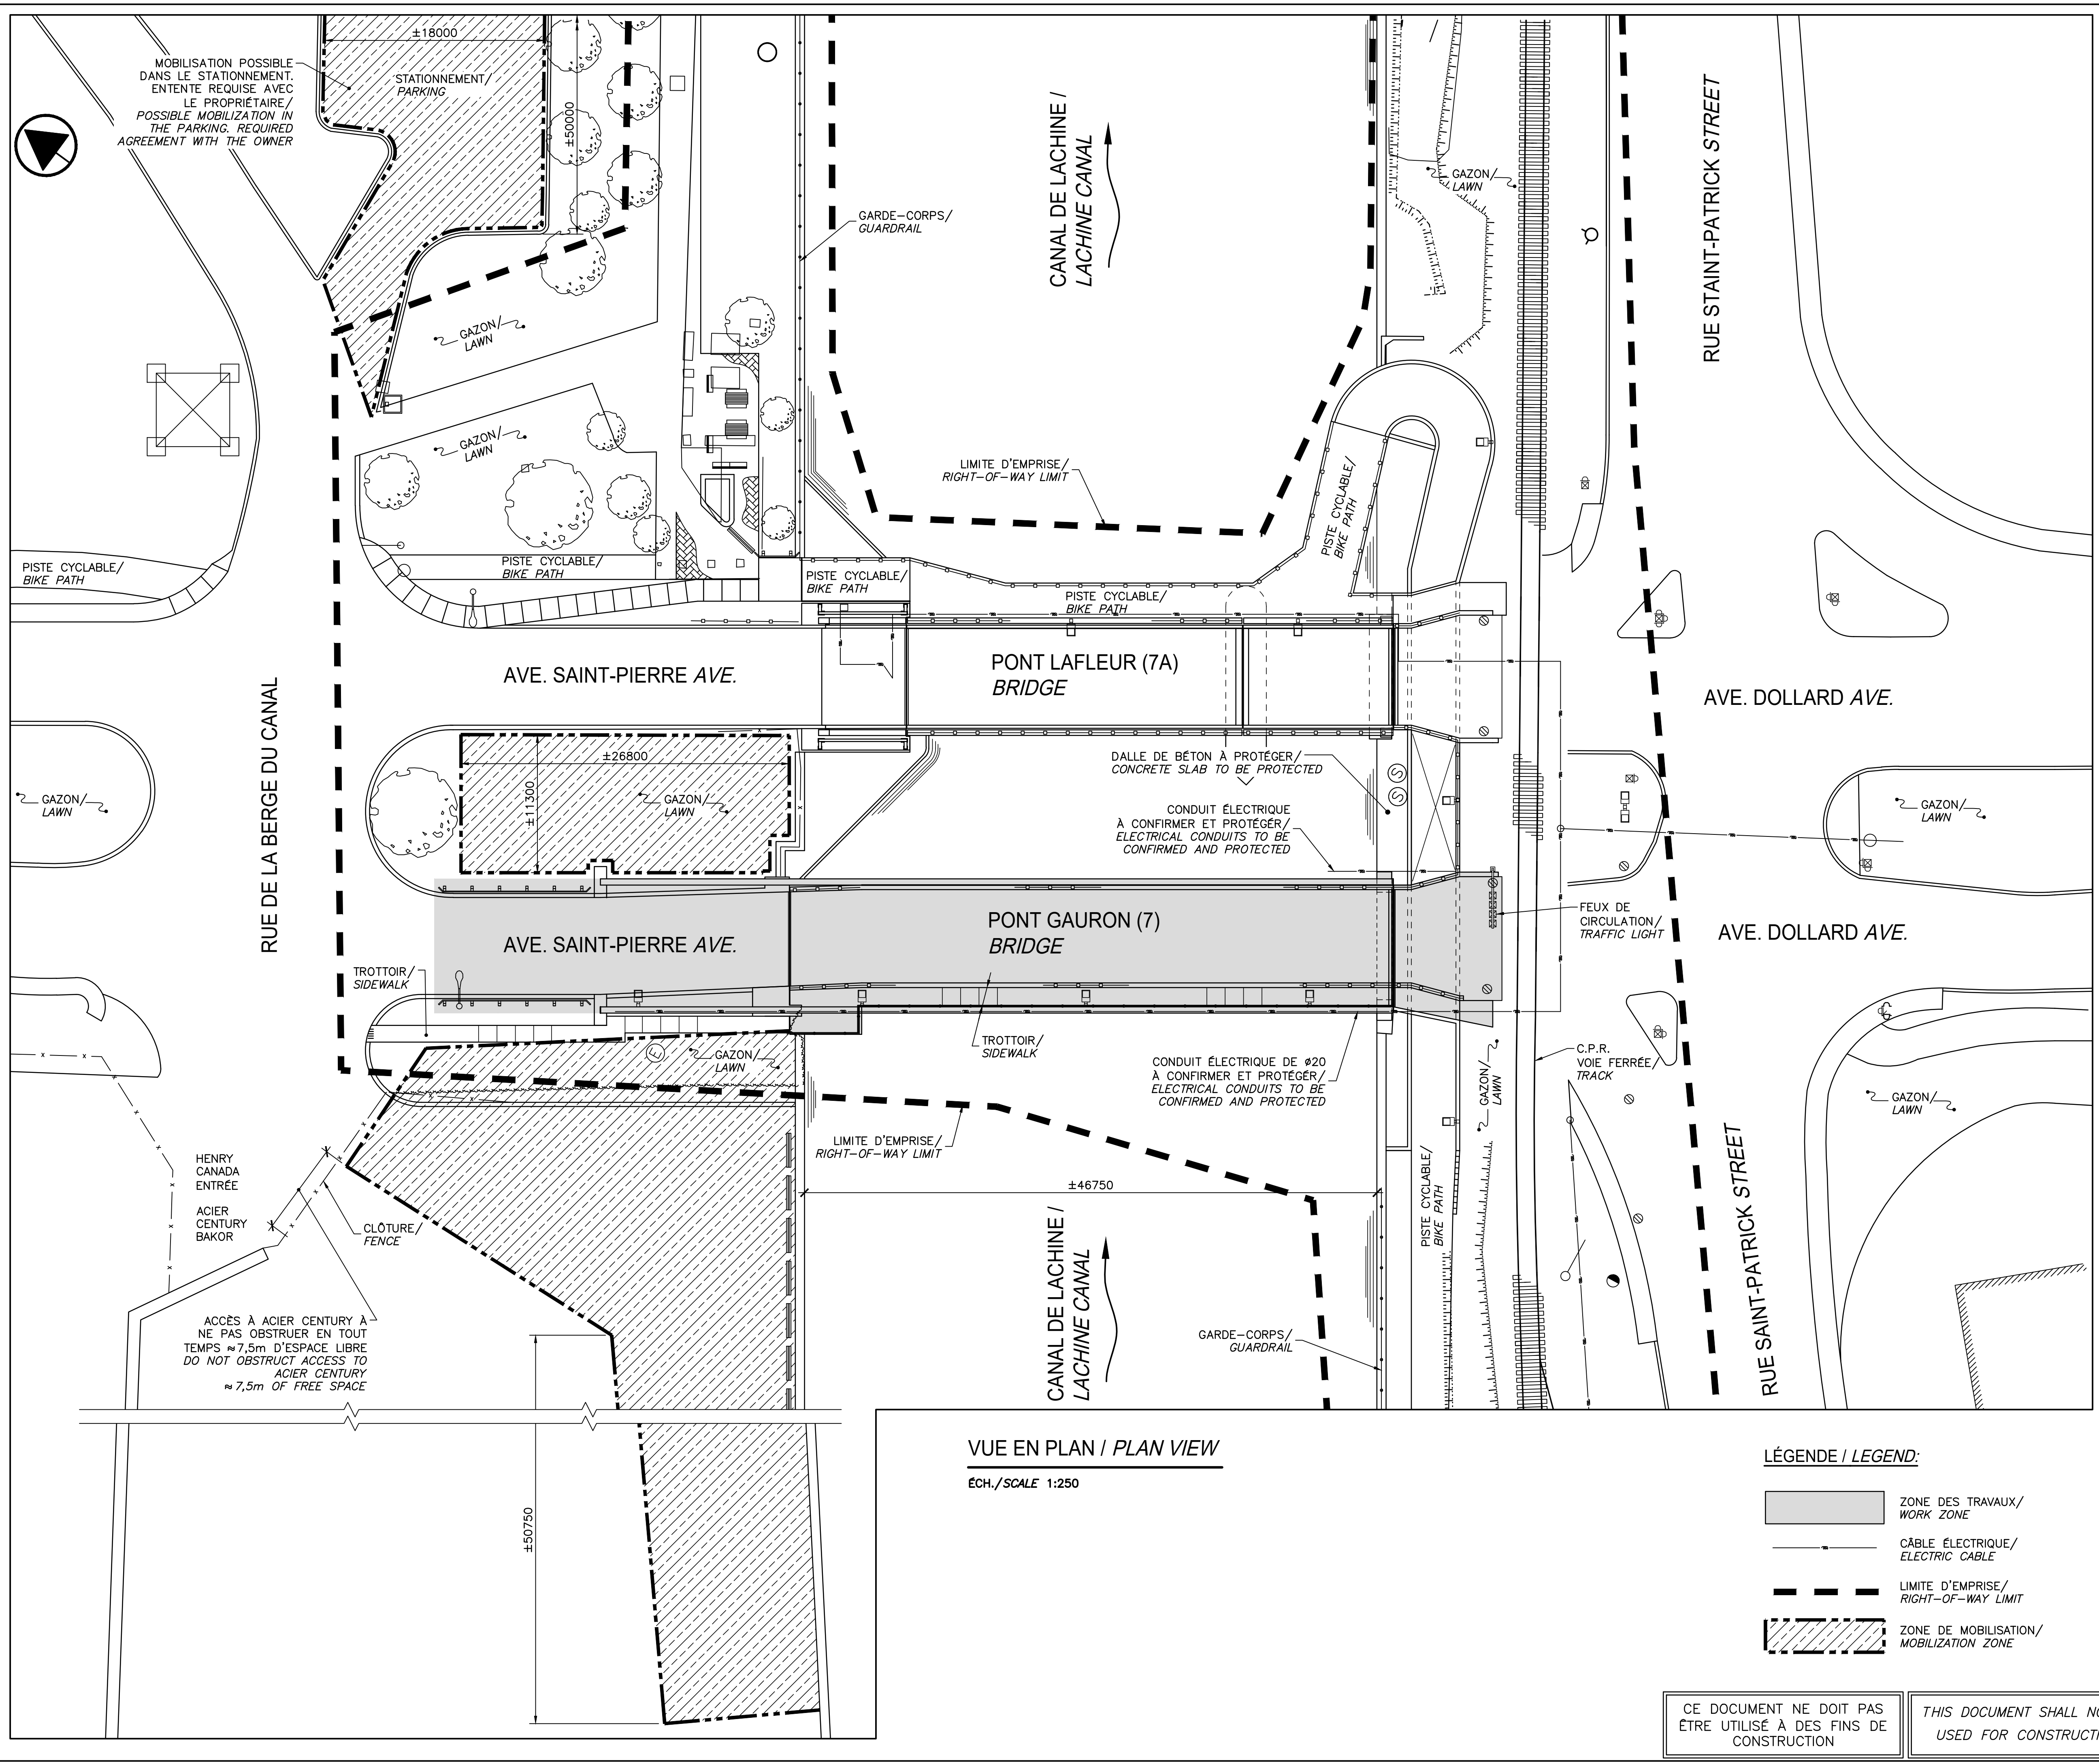 ±18000
MOBILISATION POSSIBLE
DANS LE STATIONNEMENT.
ENTENTE REQUISE AVEC
LE PROPRIÉTAIRE/
POSSIBLE MOBILIZATION IN
THE PARKING. REQUIRED
AGREEMENT WITH THE OWNER
STATIONNEMENT/
PARKING
±50000
GARDE-CORPS/
GUARDRAIL
CANAL DE LACHINE /
LACHINE CANAL
GAZON/
LAWN
RUE STAINT-PATRICK STREET
GAZON/
LAWN
GAZON/
LAWN
LIMITE D'EMPRISE/
RIGHT-OF-WAY LIMIT
PISTE CYCLABLE/
BIKE PATH
PISTE CYCLABLE/
BIKE PATH
PISTE CYCLABLE/
BIKE PATH
PISTE CYCLABLE/
BIKE PATH
PISTE CYCLABLE/
BIKE PATH
AVE. SAINT-PIERRE AVE.
PONT LAFLEUR (7A)
BRIDGE
AVE. DOLLARD AVE.
RUE DE LA BERGE DU CANAL
±26800
±11300
GAZON/
LAWN
GAZON/
LAWN
DALLE DE BÉTON À PROTÉGER/
CONCRETE SLAB TO BE PROTECTED
S
S
CONDUIT ÉLECTRIQUE
À CONFIRMER ET PROTÉGÉR/
ELECTRICAL CONDUITS TO BE
CONFIRMED AND PROTECTED
GAZON/
LAWN
AVE. SAINT-PIERRE AVE.
PONT GAURON (7)
BRIDGE
FEUX DE
CIRCULATION/
TRAFFIC LIGHT
AVE. DOLLARD AVE.
TROTTOIR/
SIDEWALK
TROTTOIR/
SIDEWALK
E
GAZON/
LAWN
CONDUIT ÉLECTRIQUE DE ø20
À CONFIRMER ET PROTÉGÉR/
ELECTRICAL CONDUITS TO BE
CONFIRMED AND PROTECTED
GAZON/
LAWN
C.P.R.
VOIE FERRÉE/
TRACK
GAZON/
LAWN
LIMITE D'EMPRISE/
RIGHT-OF-WAY LIMIT
HENRY
CANADA
ENTRÉE
ACIER
CENTURY
BAKOR
CLÔTURE/
FENCE
±46750
PISTE CYCLABLE/
BIKE PATH
RUE SAINT-PATRICK STREET
CANAL DE LACHINE /
LACHINE CANAL
ACCÈS À ACIER CENTURY À
NE PAS OBSTRUER EN TOUT
TEMPS ≈7,5m D'ESPACE LIBRE
DO NOT OBSTRUCT ACCESS TO
ACIER CENTURY
≈7,5m OF FREE SPACE
GARDE-CORPS/
GUARDRAIL
±50750
VUE EN PLAN / PLAN VIEW
ÉCH./SCALE 1:250
LÉGENDE / LEGEND:
ZONE DES TRAVAUX/
WORK ZONE
CÂBLE ÉLECTRIQUE/
ELECTRIC CABLE
LIMITE D'EMPRISE/
RIGHT-OF-WAY LIMIT
ZONE DE MOBILISATION/
MOBILIZATION ZONE
CE DOCUMENT NE DOIT PAS
ÊTRE UTILISÉ À DES FINS DE
CONSTRUCTION
THIS DOCUMENT SHALL
USED FOR